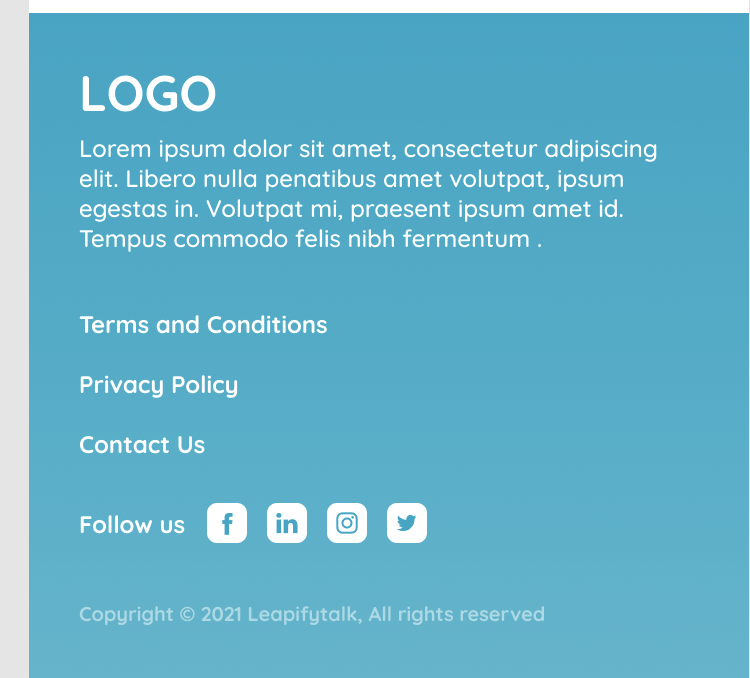 LOGO
Lorem ipsum dolor sit amet, consectetur adipiscing
elit. Libero nulla penatibus amet volutpat, ipsum
egestas in. Volutpat mi, praesent ipsum amet id.
Tempus commodo felis nibh fermentum .
Terms and Conditions
Privacy Policy
Contact Us
Follow us
Copyright © 2021 Leapifytalk, All rights reserved